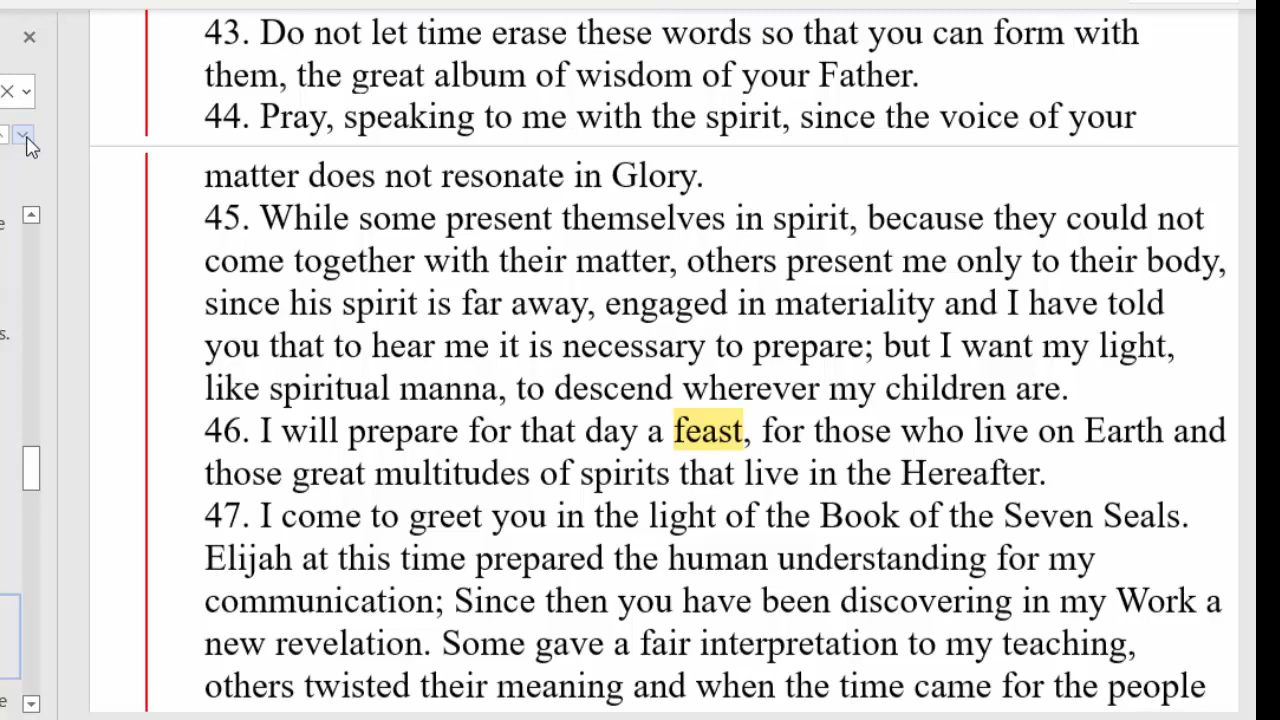 43. Do not let time erase these words so that you can form with
them, the great album of wisdom of your Father.
44. Pray, speaking to me with the spirit, since the voice of your
matter does not resonate in Glory.
45. While some present themselves in spirit, because they could not
come together with their matter, others present me only to their body,
since his spirit is far away, engaged in materiality and I have told
you that to hear me it is necessary to prepare; but I want my light,
like spiritual manna, to descend wherever my children are.
46. I will prepare for that day a feast, for those who live on Earth and
those great multitudes of spirits that live in the Hereafter.
47. I come to greet you in the light of the Book of the Seven Seals.
Elijah at this time prepared the human understanding for my
communication; Since then you have been discovering in my Work a
new revelation. Some gave a fair interpretation to my teaching,
others twisted their meaning and when the time came for the people